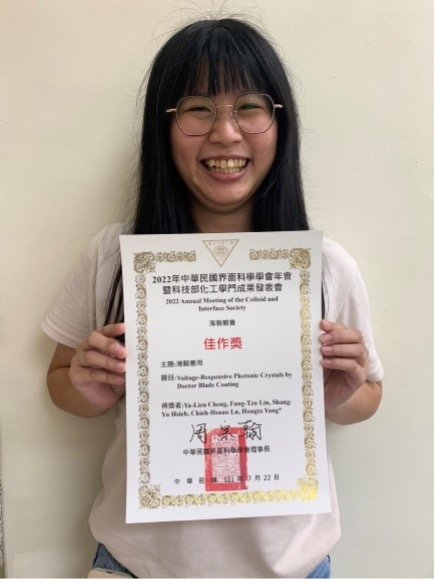 2022年中華民國界面科學學會年會
暨科技部化工學門成果發表會
2022 Annual Meeting of the Colloid and
Interface Society
海報競賽
佳作獎
主題:薄膜應用
題目:Voltage-Responsive Photonic Crystals by
Doctor Blade Coating
得獎者:Ya-Lien Cheng, Fang-Tzu Lin, Shang-
Yu Hsieh, Chieh-Hsuan Lu, Hongta Yang*
中華民國界面科學學會理事長
中 華 民 國 111 年 7 月 22 日